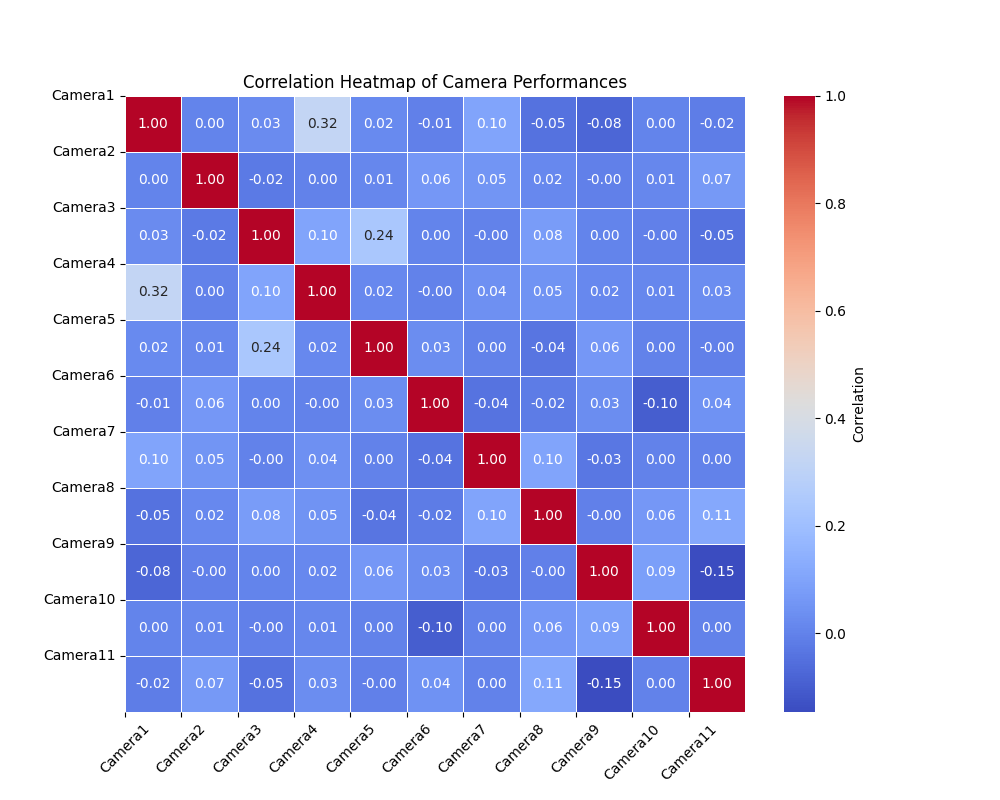 Correlation Heatmap of Camera Performances
Camera1
1.00 0.00 0.03 0.32 0.02 -0.01 0.10 -0.05 -0.08 0.00 -0.02
Camera2
0.00 1.00 -0.02 0.00 0.01 0.06 0.05 0.02 -0.00 0.01 0.07
Camera3
0.03 -0.02 1.00 0.10 0.24 0.00 -0.00 0.08 0.00 -0.00 -0.05
Camera4
0.32 0.00 0.10 1.00 0.02 -0.00 0.04 0.05 0.02 0.01 0.03
Camera5
0.02 0.01 0.24 0.02 1.00 0.03 0.00 -0.04 0.06 0.00 -0.00
Camera6
-0.01 0.06 0.00 -0.00 0.03 1.00 -0.04 -0.02 0.03 -0.10 0.04
Camera7
0.10 0.05 -0.00 0.04 0.00 -0.04 1.00 0.10 -0.03 0.00 0.00
Camera8
-0.05 0.02 0.08 0.05 -0.04 -0.02 0.10 1.00 -0.00 0.06 0.11
Camera9
-0.08 -0.00 0.00 0.02 0.06 0.03 -0.03 -0.00 1.00 0.09 -0.15
Camera10
0.00 0.01 -0.00 0.01 0.00 -0.10 0.00 0.06 0.09 1.00 0.00
Camera11
-0.02 0.07 -0.05 0.03 -0.00 0.04 0.00 0.11 -0.15 0.00 1.00
Camera1 Camera2 Camera3 Camera4 Camera5 Camera6 Camera7 Camera8 Camera9 Camera10 Camera11
1.0
0.8
0.6
0.4
0.2
0.0
Correlation